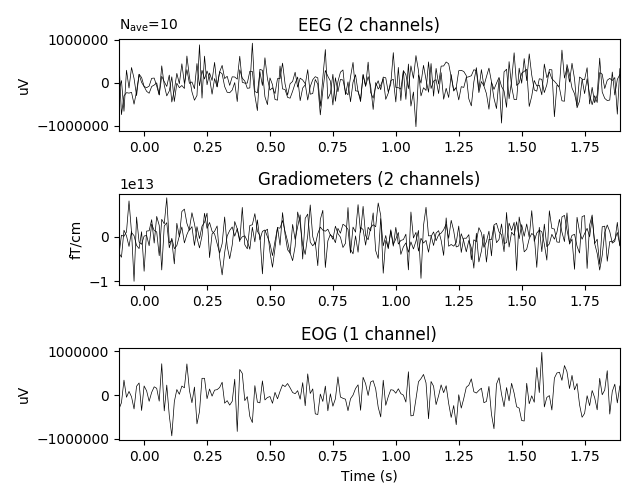 N_ave=10
EEG (2 channels)
1000000
0
−1000000
uV
0.00 0.25 0.50 0.75 1.00 1.25 1.50 1.75
1e13
Gradiometers (2 channels)
0
−1
fT/cm
0.00 0.25 0.50 0.75 1.00 1.25 1.50 1.75
EOG (1 channel)
1000000
0
−1000000
uV
0.00 0.25 0.50 0.75 1.00 1.25 1.50 1.75
Time (s)